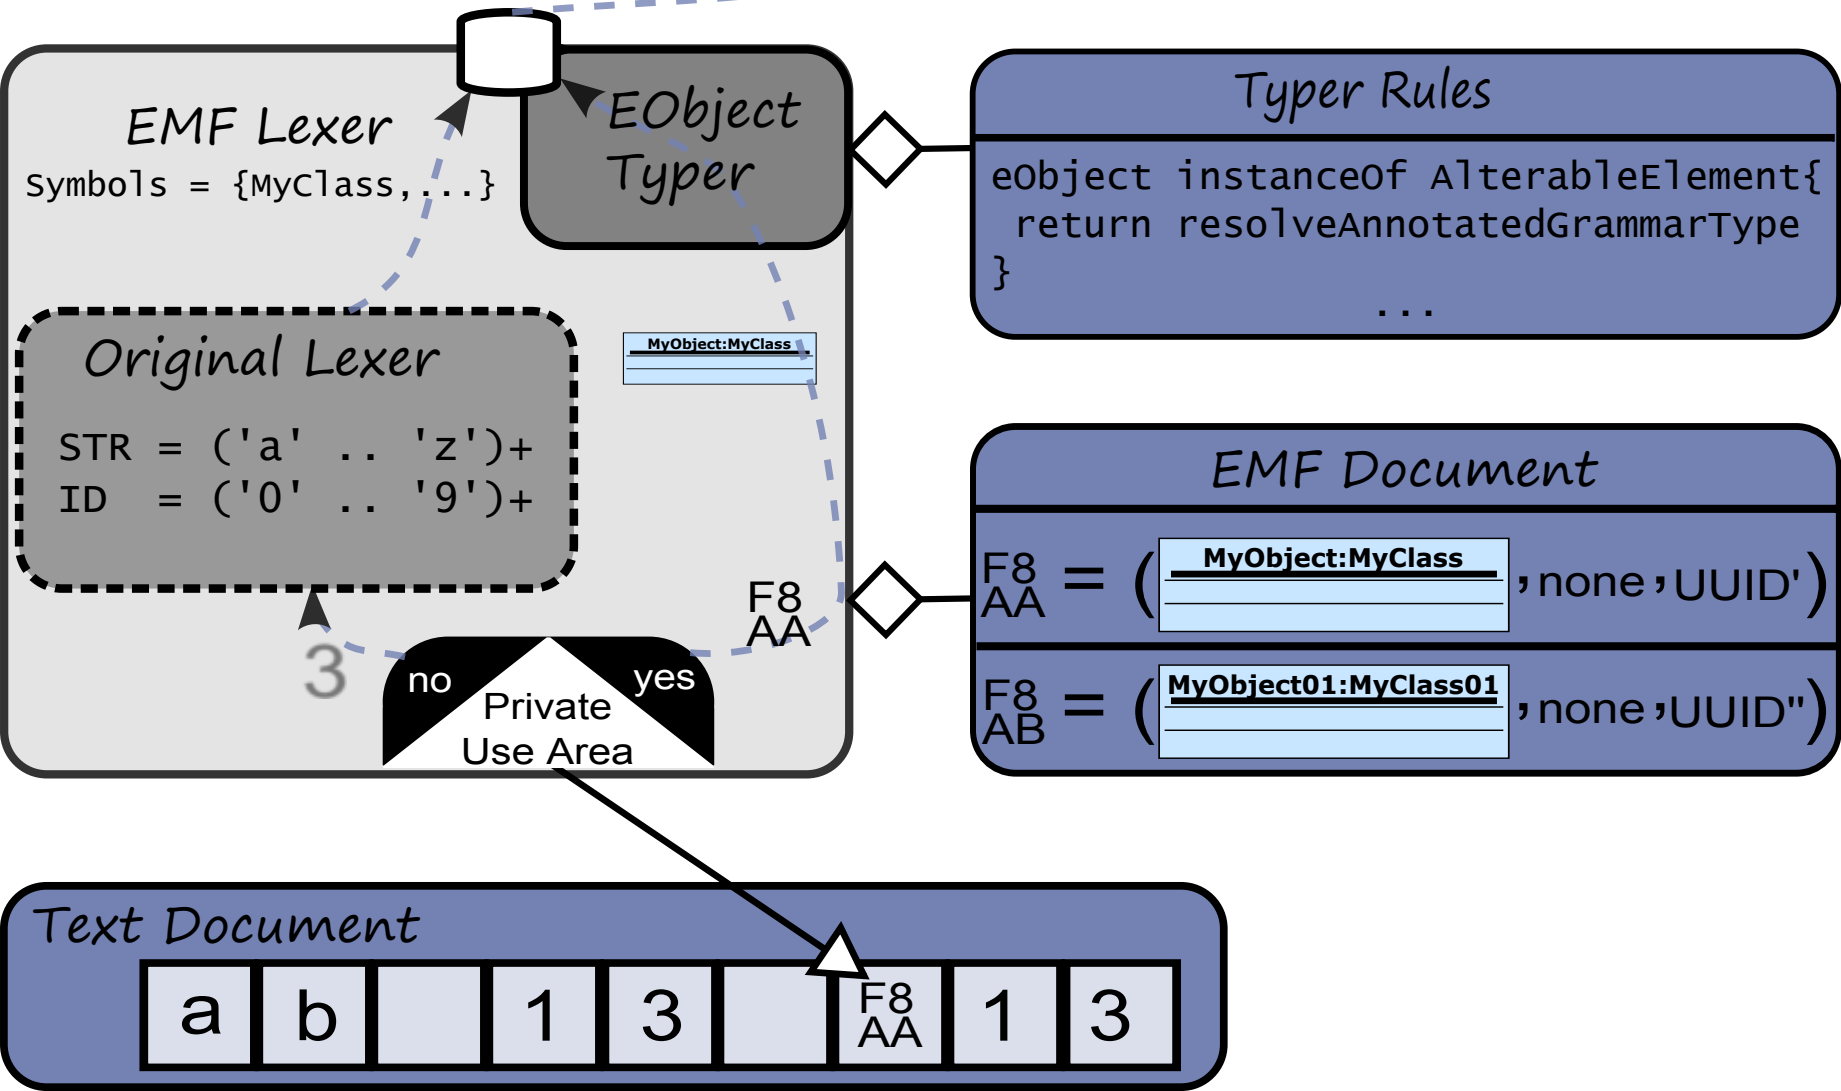 EMF Lexer
Symbols = {MyClass,...}
EObject
Typer
Typer Rules
eObject instanceOf AlterableElement{
return resolveAnnotatedGrammarType
}
...
Original Lexer
STR = ('a' .. 'z')+
ID = ('0' .. '9')+
MyObject:MyClass
EMF Document
F8
AA = (MyObject:MyClass,none,UUID')
F8
AB = (MyObject01:MyClass01,none,UUID")
F8
AA
3
no
yes
Private
Use Area
Text Document
a b 1 3 F8
AA 1 3